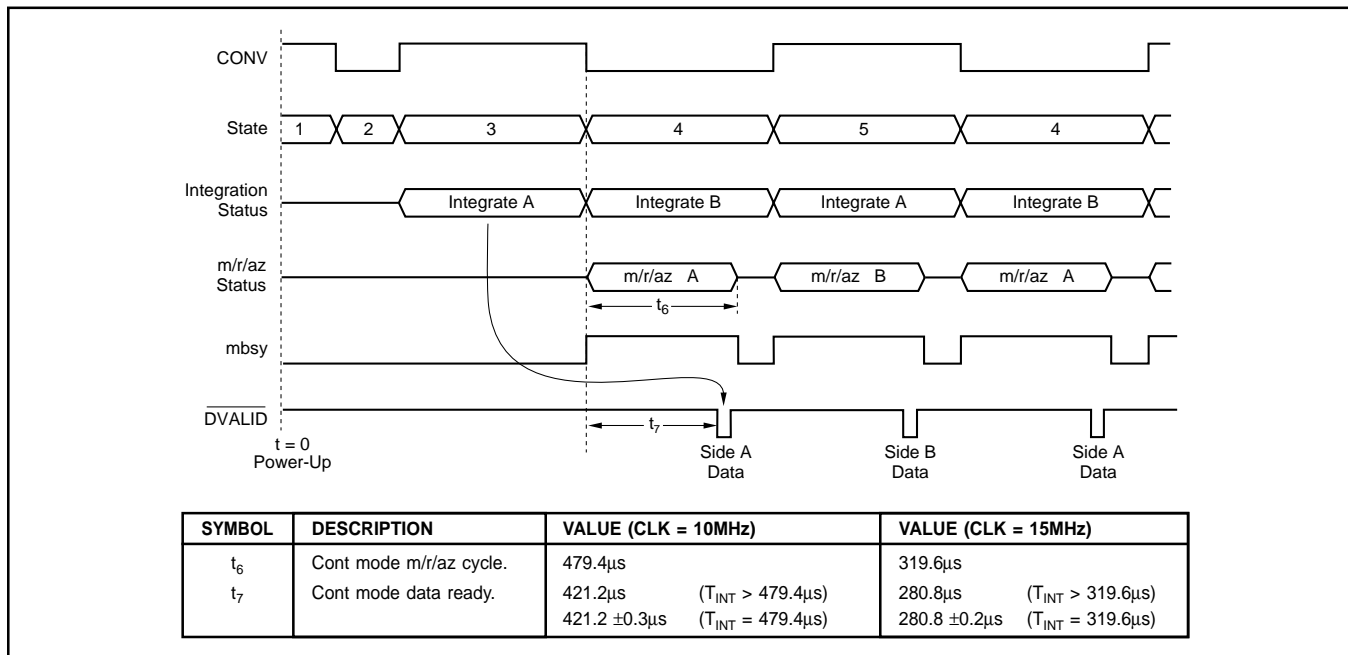 CONV
State 1 2 3 4 5 4
Integration
Status
Integrate A Integrate B Integrate A Integrate B
m/r/az
Status
m/r/az A m/r/az B m/r/az A
t6
mbsy
DVALID
t7
t = 0
Power-Up
Side A
Data
Side B
Data
Side A
Data
SYMBOL DESCRIPTION VALUE (CLK = 10MHz) VALUE (CLK = 15MHz)
t6 Cont mode m/r/az cycle. 479.4µs 319.6µs
t7 Cont mode data ready. 421.2µs (TINT > 479.4µs) 280.8µs (TINT > 319.6µs)
421.2 ±0.3µs (TINT = 479.4µs) 280.8 ±0.2µs (TINT = 319.6µs)